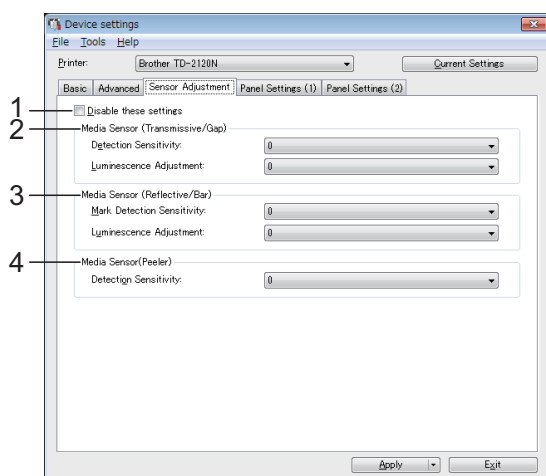 Device settings
File Tools Help
Printer: Brother TD-2120N Current Settings
Basic Advanced Sensor Adjustment Panel Settings (1) Panel Settings (2)
1 Disable these settings
2 Media Sensor (Transmissive/Gap)
Detection Sensitivity: 0
Luminescence Adjustment: 0
3 Media Sensor (Reflective/Bar)
Mark Detection Sensitivity: 0
Luminescence Adjustment: 0
4 Media Sensor(Peeler)
Detection Sensitivity: 0
Apply Exit